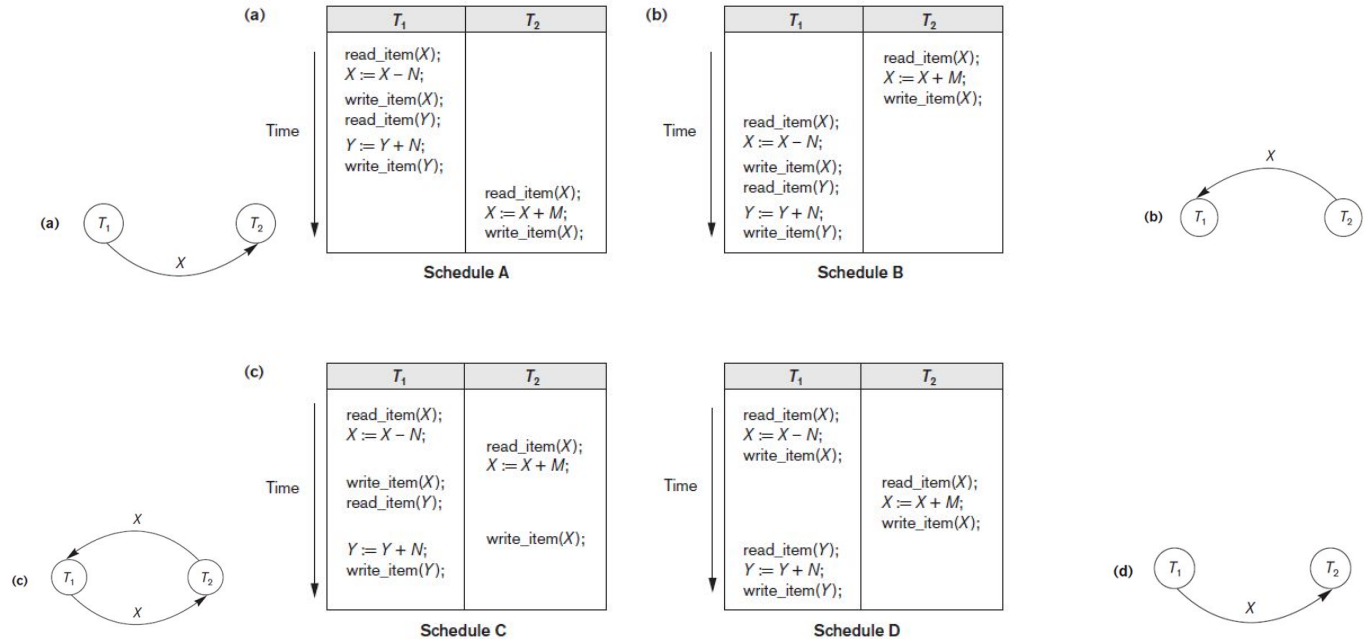 (a)
T1 T2
read_item(X);
X := X – N;
write_item(X);
read_item(Y);
Time
Y := Y + N;
write_item(Y);
read_item(X);
X := X + M;
write_item(X);
Schedule A
(a)
T1
T2
X
(b)
T1 T2
read_item(X);
X := X + M;
write_item(X);
Time
read_item(X);
X := X – N;
write_item(X);
read_item(Y);
Y := Y + N;
write_item(Y);
Schedule B
X
(b)
T1
T2
(c)
T1 T2
read_item(X);
X := X – N;
read_item(X);
X := X + M;
Time
write_item(X);
read_item(Y);
write_item(X);
Y := Y + N;
write_item(Y);
Schedule C
X
(c)
T1
T2
X
T1 T2
read_item(X);
X := X – N;
write_item(X);
Time
read_item(X);
X := X + M;
write_item(X);
read_item(Y);
Y := Y + N;
write_item(Y);
Schedule D
(d)
T1
T2
X